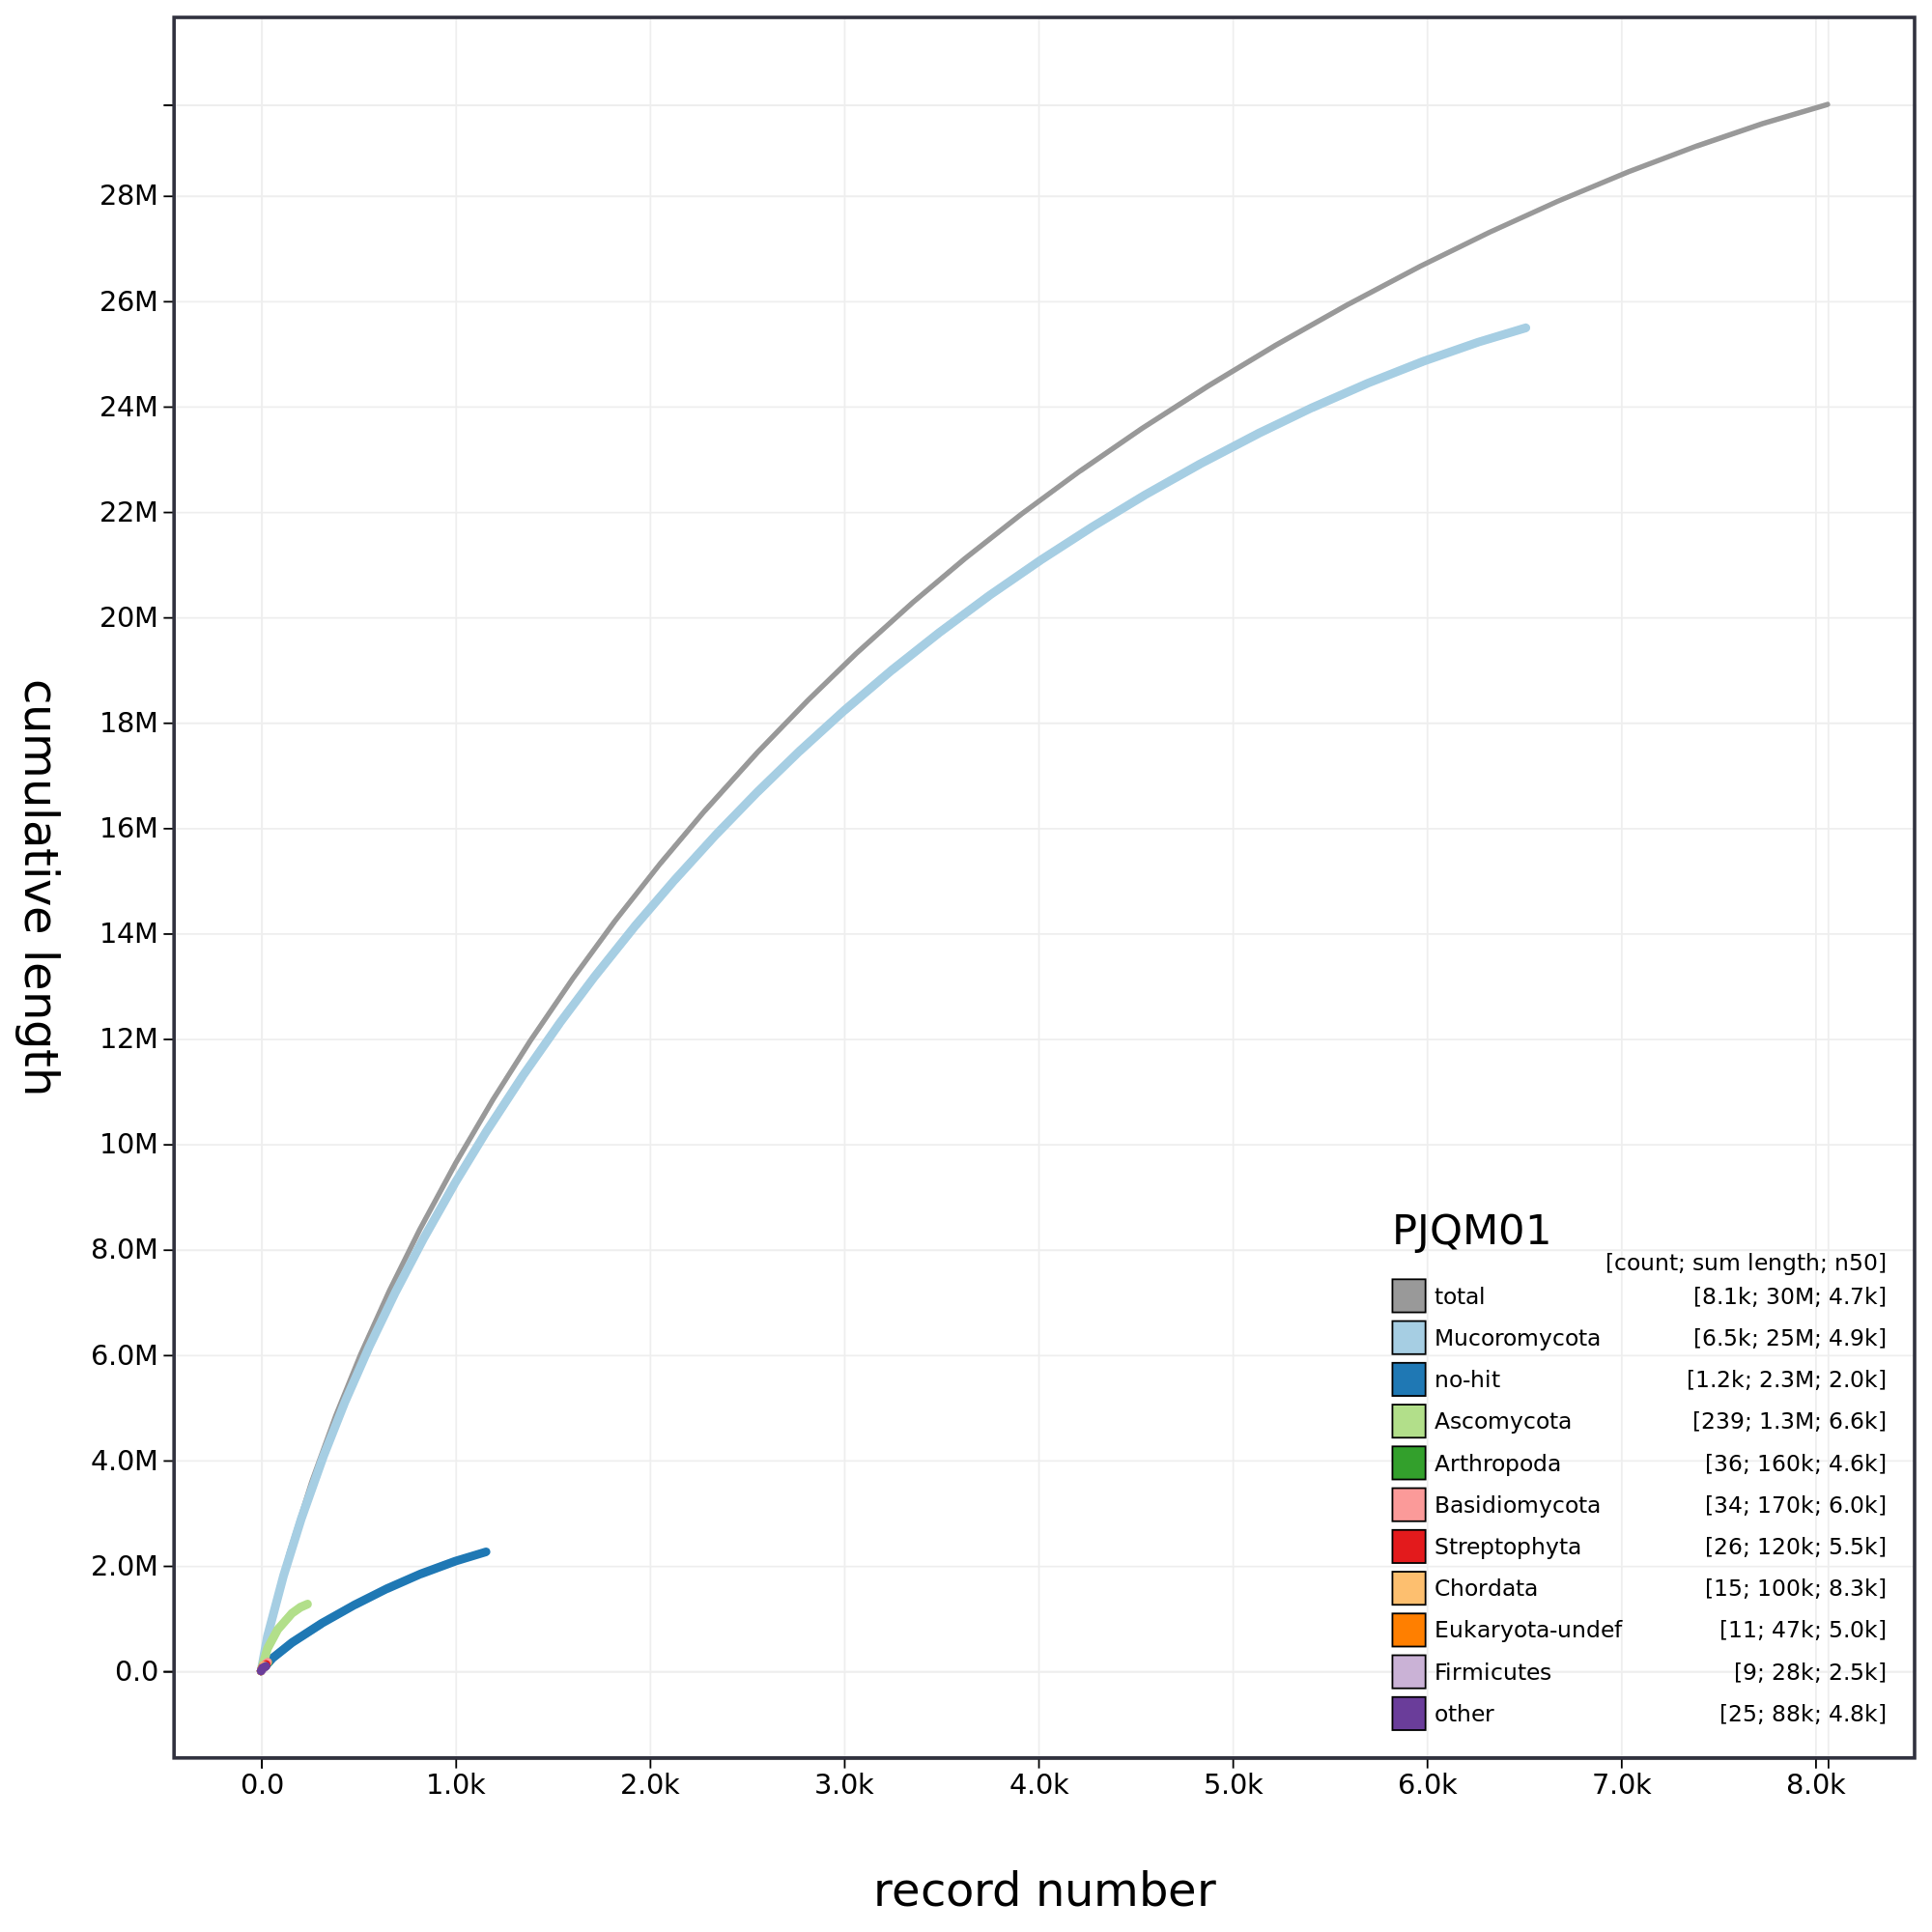 cumulative length
28M
26M
24M
22M
20M
18M
16M
14M
12M
10M
8.0M
6.0M
4.0M
2.0M
0.0
PJQM01
[count; sum length; n50]
total [8.1k; 30M; 4.7k]
Mucoromycota [6.5k; 25M; 4.9k]
no-hit [1.2k; 2.3M; 2.0k]
Ascomycota [239; 1.3M; 6.6k]
Arthropoda [36; 160k; 4.6k]
Basidiomycota [34; 170k; 6.0k]
Streptophyta [26; 120k; 5.5k]
Chordata [15; 100k; 8.3k]
Eukaryota-undef [11; 47k; 5.0k]
Firmicutes [9; 28k; 2.5k]
other [25; 88k; 4.8k]
0.0 1.0k 2.0k 3.0k 4.0k 5.0k 6.0k 7.0k 8.0k
record number